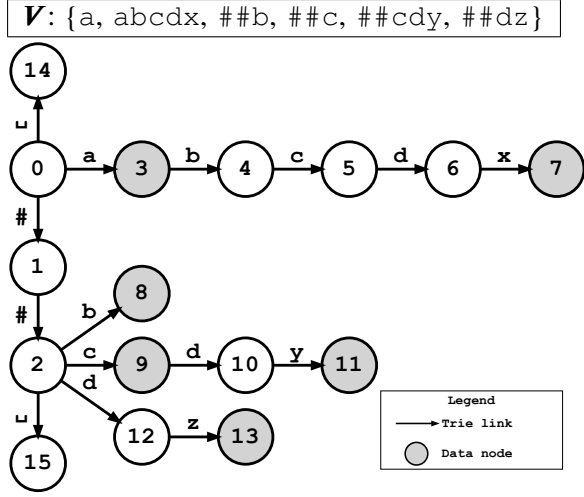 V: {a, abcdx, ##b, ##c, ##cdy, ##dz}
14
␣
0 a 3 b 4 c 5 d 6 x 7
#
1
#
8
b
2 c 9 d 10 y 11
d
␣
12 z 13
15
Legend
Trie link
Data node